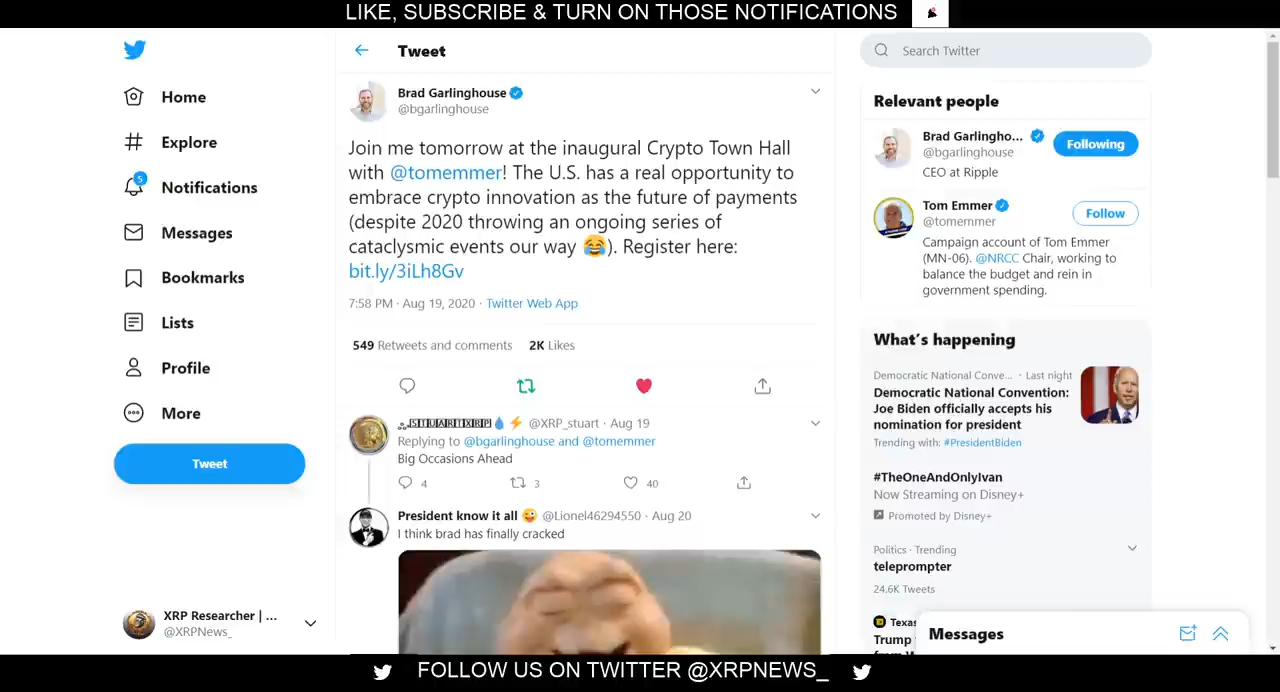 LIKE, SUBSCRIBE & TURN ON THOSE NOTIFICATIONS
Home
Explore
5
Notifications
Messages
Bookmarks
Lists
Profile
More
Tweet
XRP Researcher | ...
@XRPNews_
Tweet
Brad Garlinghouse
@bgarlinghouse
Join me tomorrow at the inaugural Crypto Town Hall
with @tomemmer! The U.S. has a real opportunity to
embrace crypto innovation as the future of payments
(despite 2020 throwing an ongoing series of
cataclysmic events our way 😂). Register here:
bit.ly/3iLh8Gv
7:58 PM · Aug 19, 2020 · Twitter Web App
549 Retweets and comments 2K Likes
@XRP_stuart · Aug 19
Replying to @bgarlinghouse and @tomemmer
Big Occasions Ahead
4 3 40
President know it all 😜 @Lionel46294550 · Aug 20
I think brad has finally cracked
Search Twitter
Relevant people
Brad Garlingho...
@bgarlinghouse
Following
CEO at Ripple
Tom Emmer
@tomemmer
Follow
Campaign account of Tom Emmer
(MN-06). @NRCC Chair, working to
balance the budget and rein in
government spending.
What's happening
Democratic National Conve... · Last night
Democratic National Convention:
Joe Biden officially accepts his
nomination for president
Trending with: #PresidentBiden
#TheOneAndOnlyIvan
Now Streaming on Disney+
Promoted by Disney+
Politics · Trending
teleprompter
24.6K Tweets
Texas
Trump
Messages
FOLLOW US ON TWITTER @XRPNEWS_